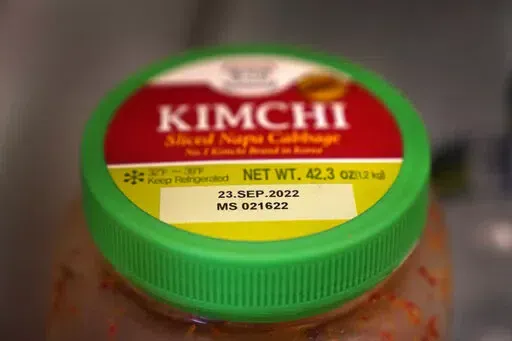 KIMCHI
Sliced Napa Cabbage
No.1 Kimchi Brand in Korea
32°F - 38°F
Keep Refrigerated
NET WT. 42.3 OZ(1.2 kg)
23.SEP.2022
MS 021622